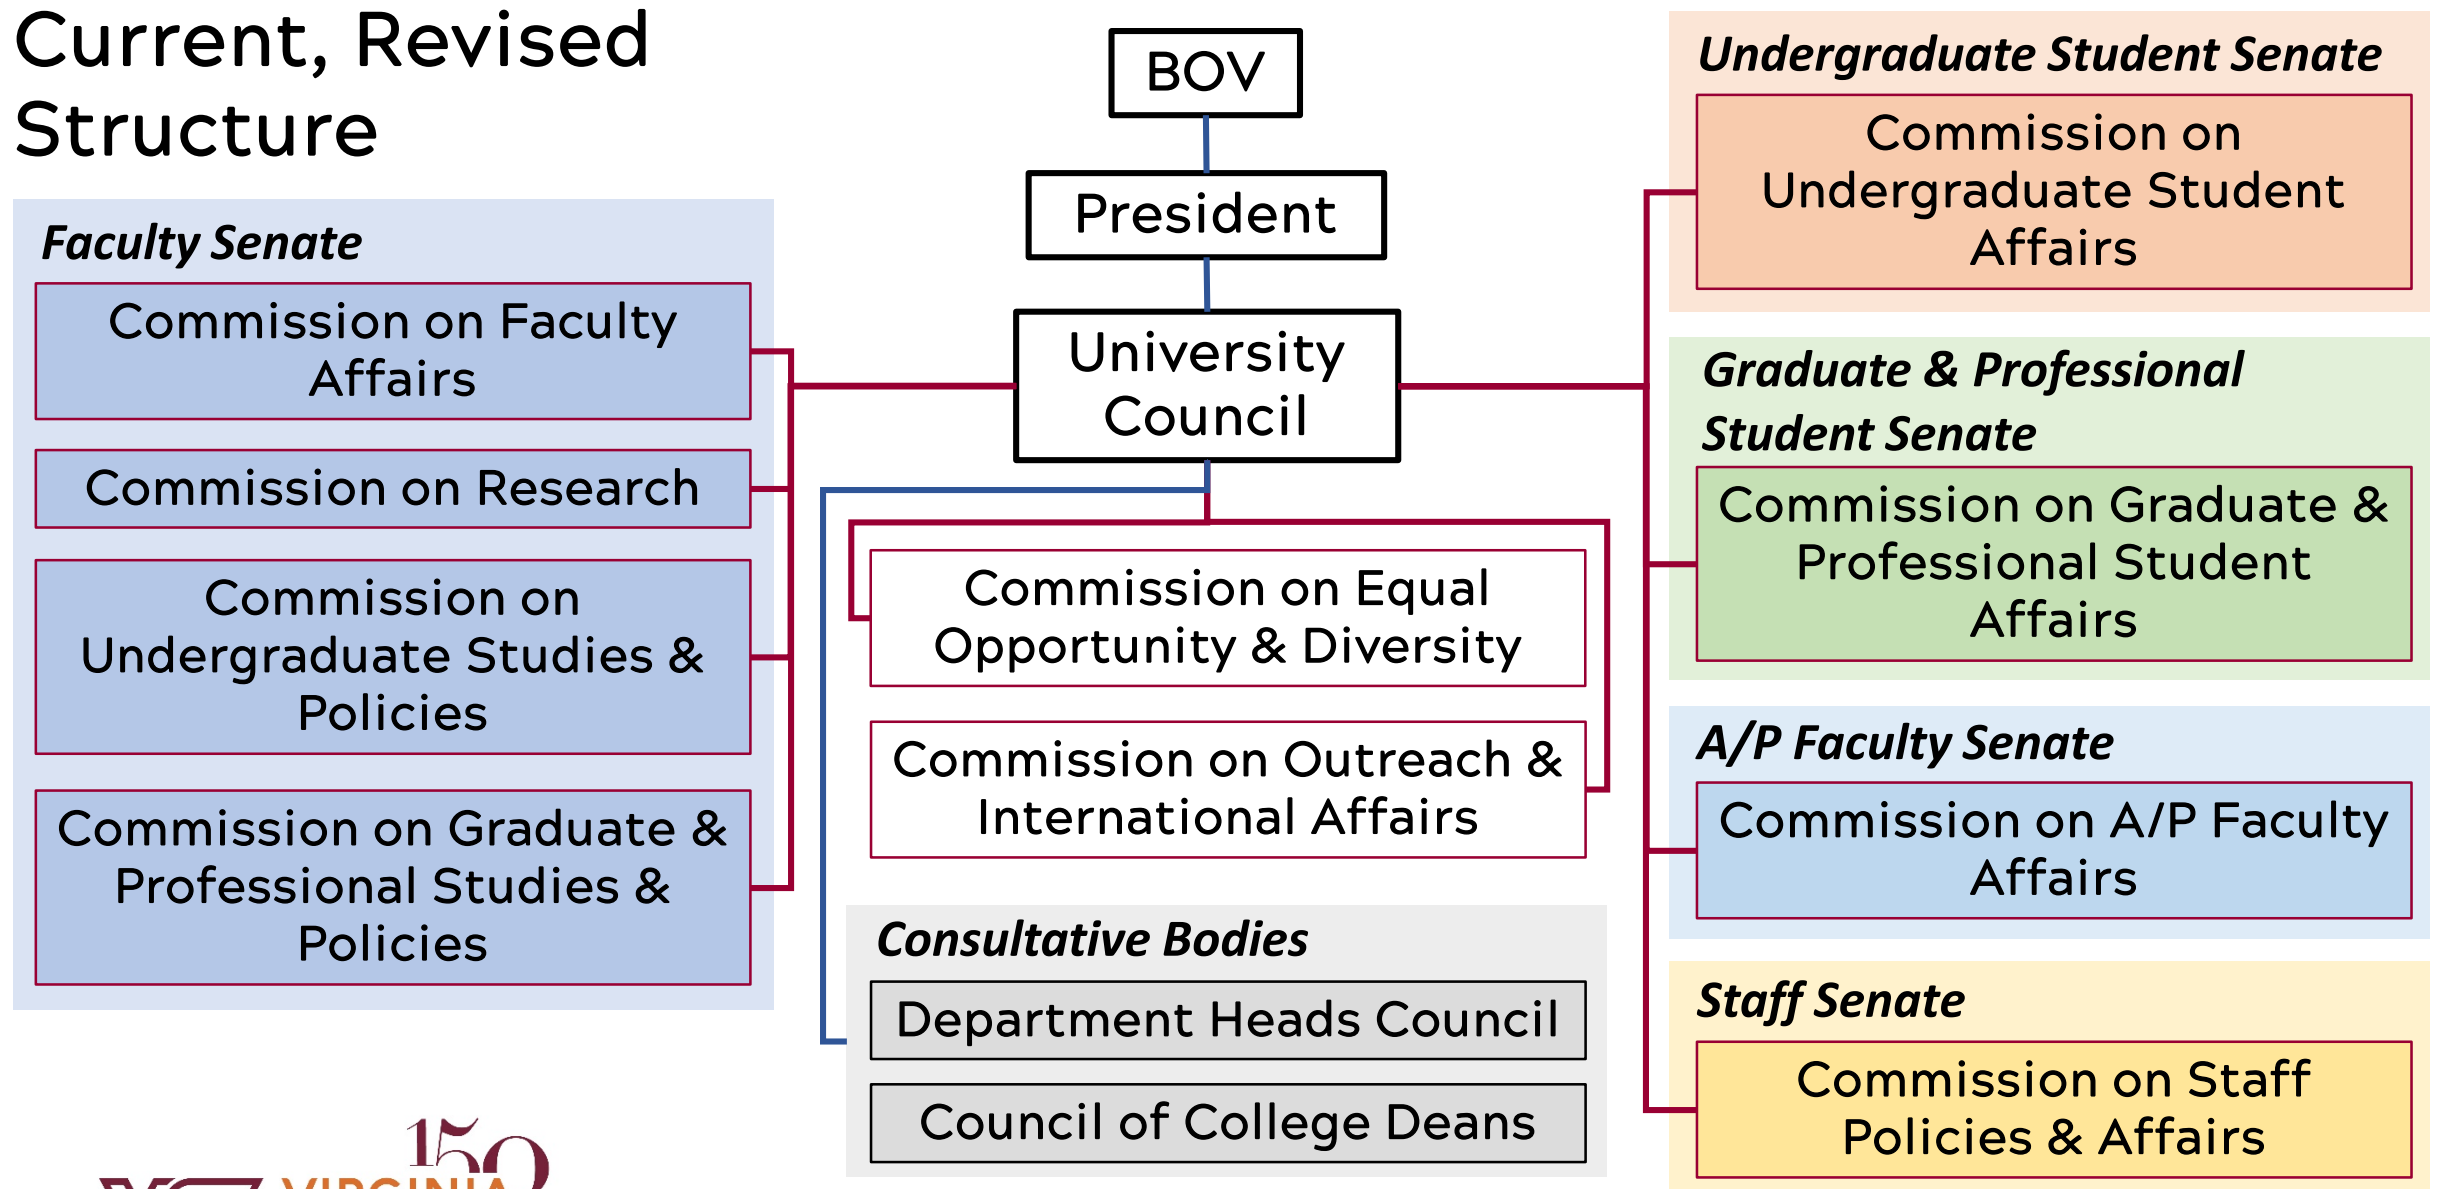 Current, Revised
Structure
BOV
President
University
Council
Faculty Senate
Commission on Faculty
Affairs
Commission on Research
Commission on
Undergraduate Studies &
Policies
Commission on Graduate &
Professional Studies &
Policies
Commission on Equal
Opportunity & Diversity
Commission on Outreach &
International Affairs
Consultative Bodies
Department Heads Council
Council of College Deans
Undergraduate Student Senate
Commission on
Undergraduate Student
Affairs
Graduate & Professional
Student Senate
Commission on Graduate &
Professional Student
Affairs
A/P Faculty Senate
Commission on A/P Faculty
Affairs
Staff Senate
Commission on Staff
Policies & Affairs
150
VIRGINIA